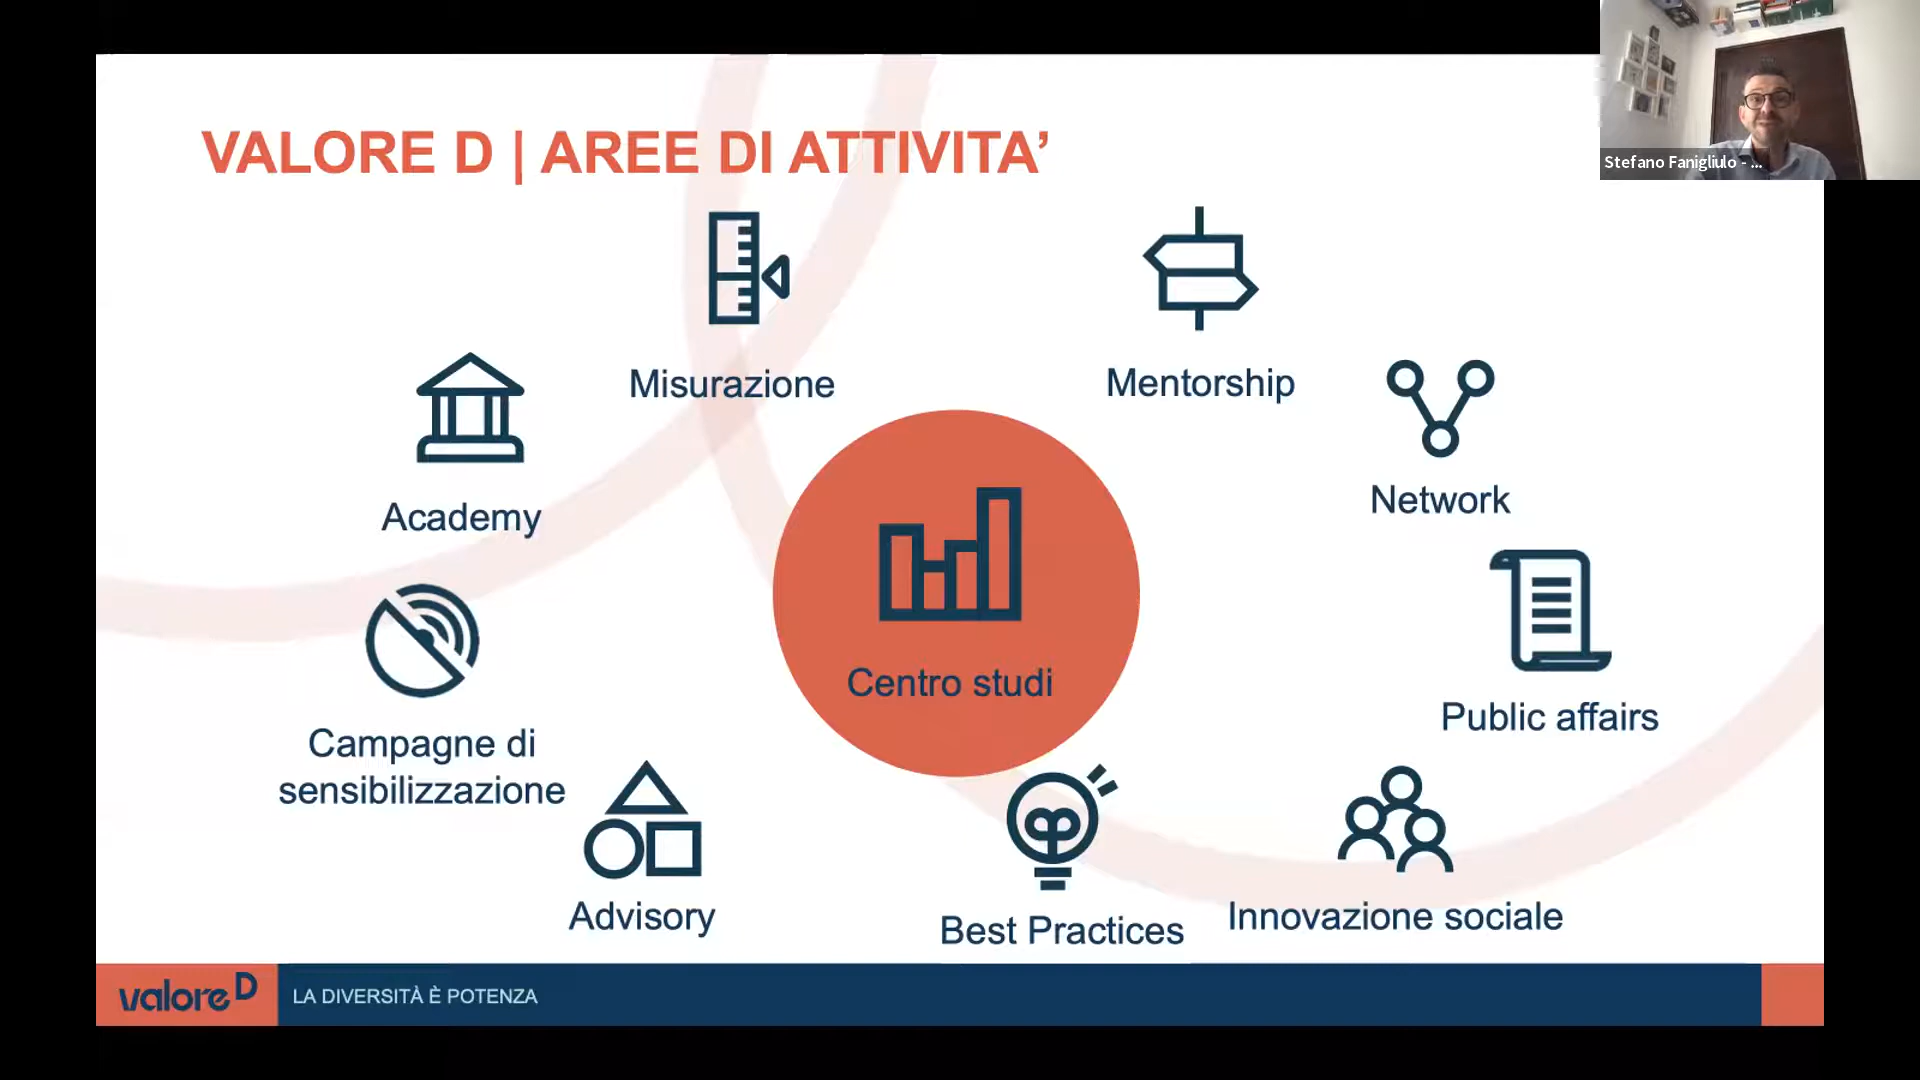 VALORE D | AREE DI ATTIVITA’
Stefano Fanigliulo - ...
Misurazione
Mentorship
Academy
Network
Centro studi
Campagne di
sensibilizzazione
Public affairs
Advisory
Best Practices
Innovazione sociale
valore D
LA DIVERSITÀ È POTENZA